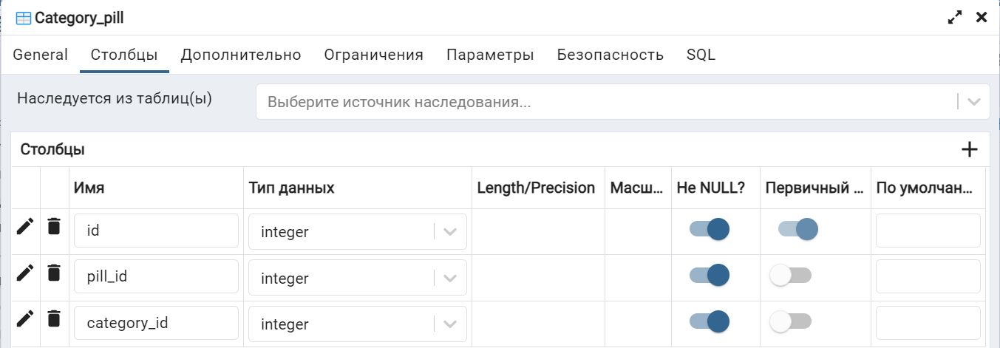 Category_pill
General Столбцы Дополнительно Ограничения Параметры Безопасность SQL
Наследуется из таблиц(ы) Выберите источник наследования...
Столбцы
Имя Тип данных Length/Precision Масш... Не NULL? Первичный ... По умолчан...
id integer
pill_id integer
category_id integer